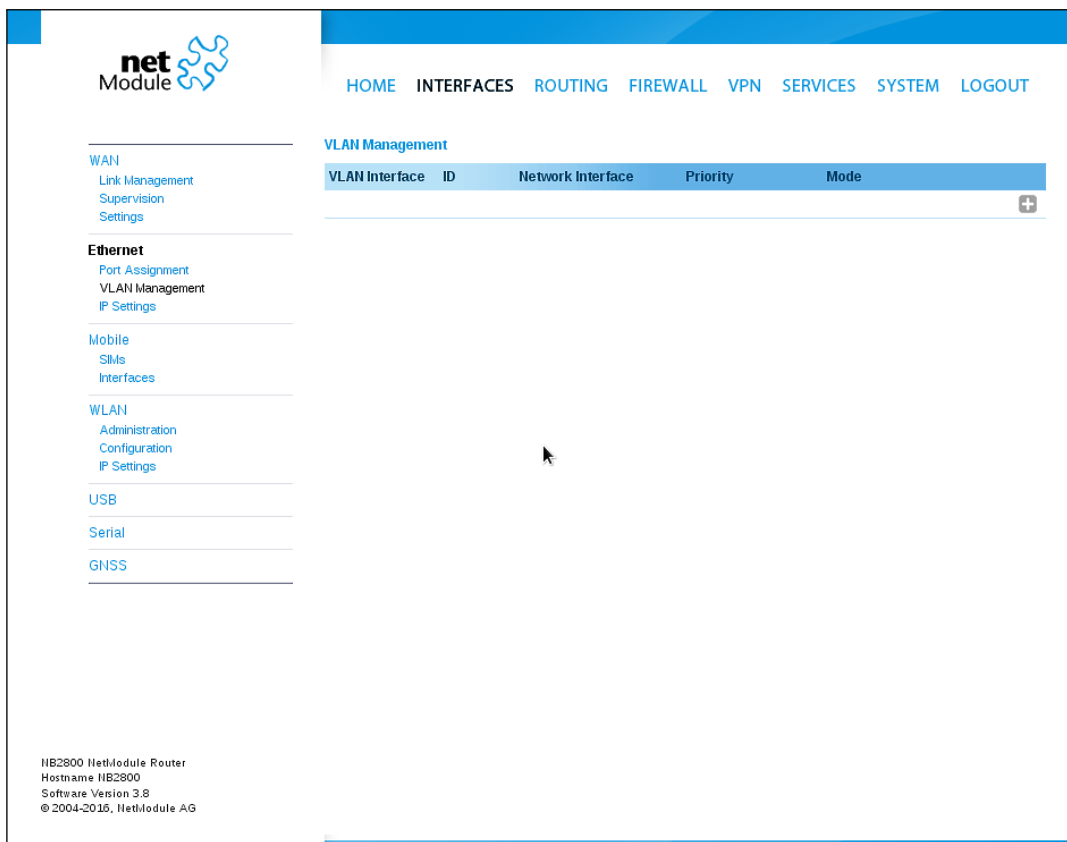 net
Module
HOME INTERFACES ROUTING FIREWALL VPN SERVICES SYSTEM LOGOUT
WAN
Link Management
Supervision
Settings
Ethernet
Port Assignment
VLAN Management
IP Settings
Mobile
SIMs
Interfaces
WLAN
Administration
Configuration
IP Settings
USB
Serial
GNSS
VLAN Management
VLAN Interface ID Network Interface Priority Mode
NB2800 NetModule Router
Hostname NB2800
Software Version 3.8
© 2004-2016, NetModule AG